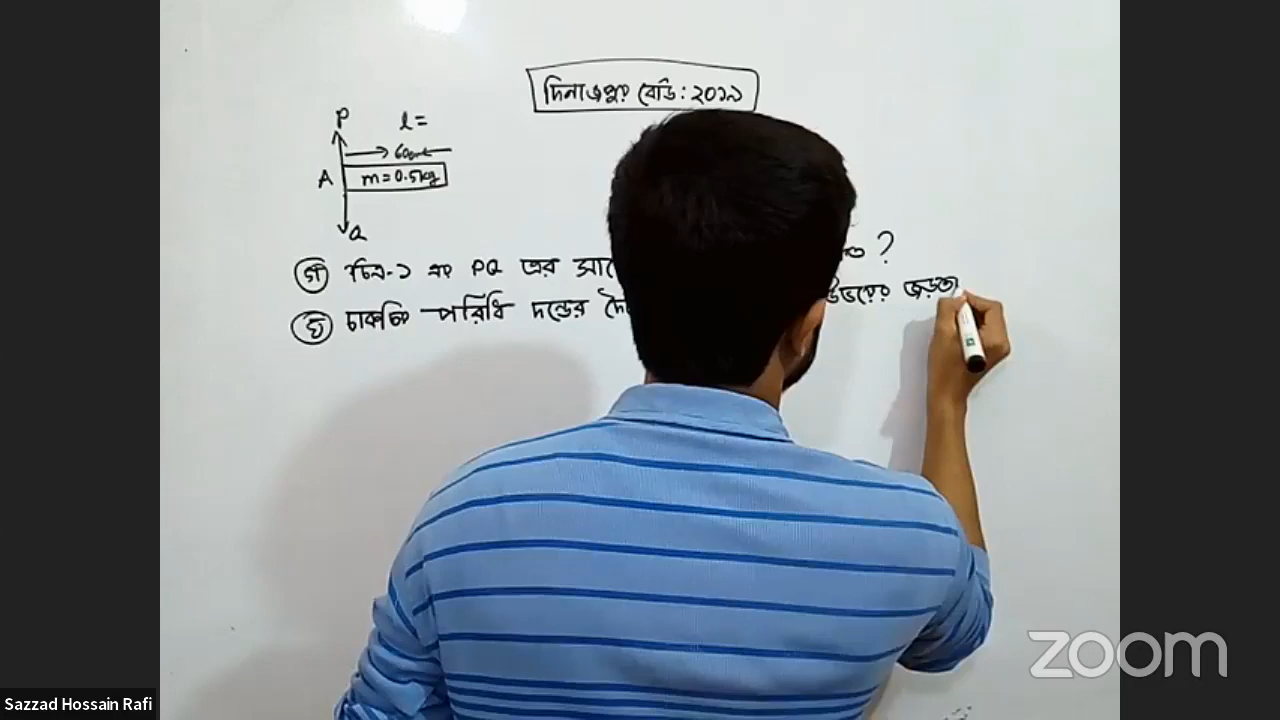 দিনাজপুর বোর্ড: ২০১৯
P
l =
60cm
A
m = 0.5kg
Q
গ চিত্র-১ এর PQ এর সাপে ?
ঘ চাকতির পরিধি দন্ডের দৈ উভয়ের জড়তা
zoom
Sazzad Hossain Rafi